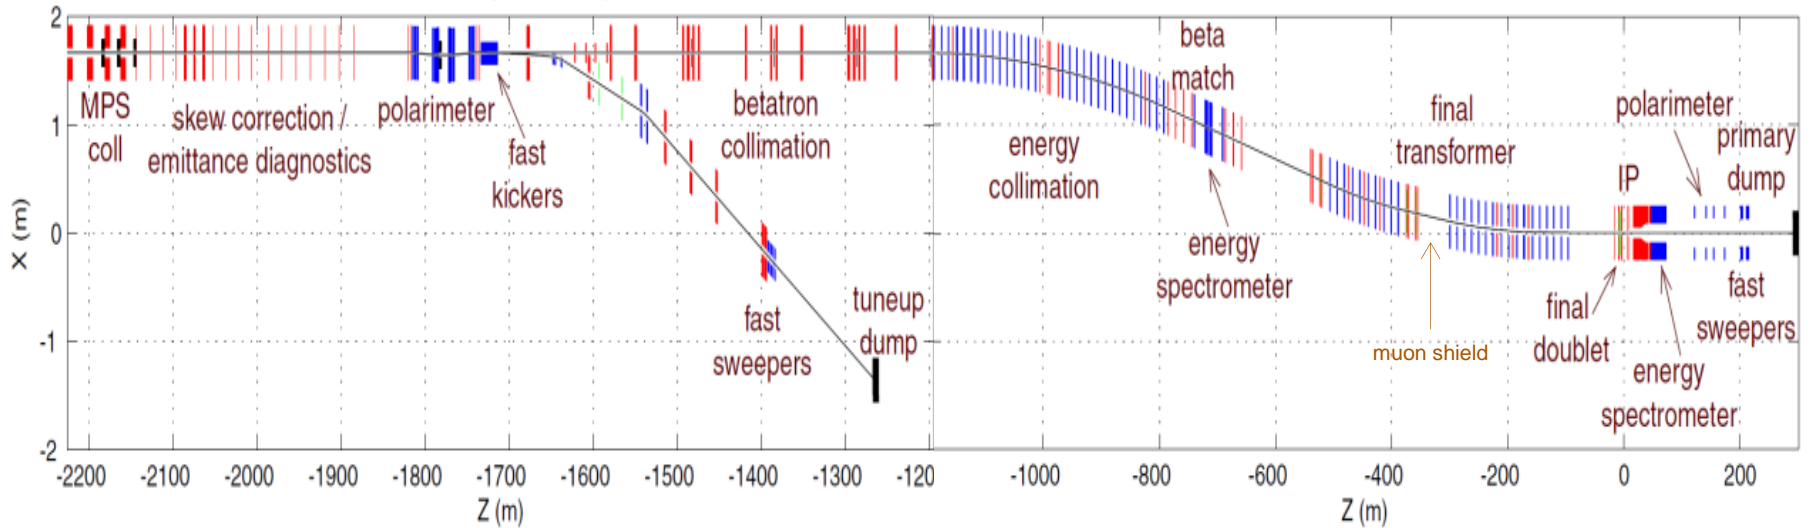 2
1
0
-1
-2
X (m)
MPS
coll
skew correction /
emittance diagnostics
polarimeter
fast
kickers
betatron
collimation
fast
sweepers
tuneup
dump
-2200
-2100
-2000
-1900
-1800
-1700
-1600
-1500
-1400
-1300
-120
Z (m)
energy
collimation
beta
match
energy
spectrometer
final
transformer
muon shield
IP
final
doublet
polarimeter
primary
dump
fast
sweepers
energy
spectrometer
-1000
-800
-600
-400
-200
0
200
Z (m)